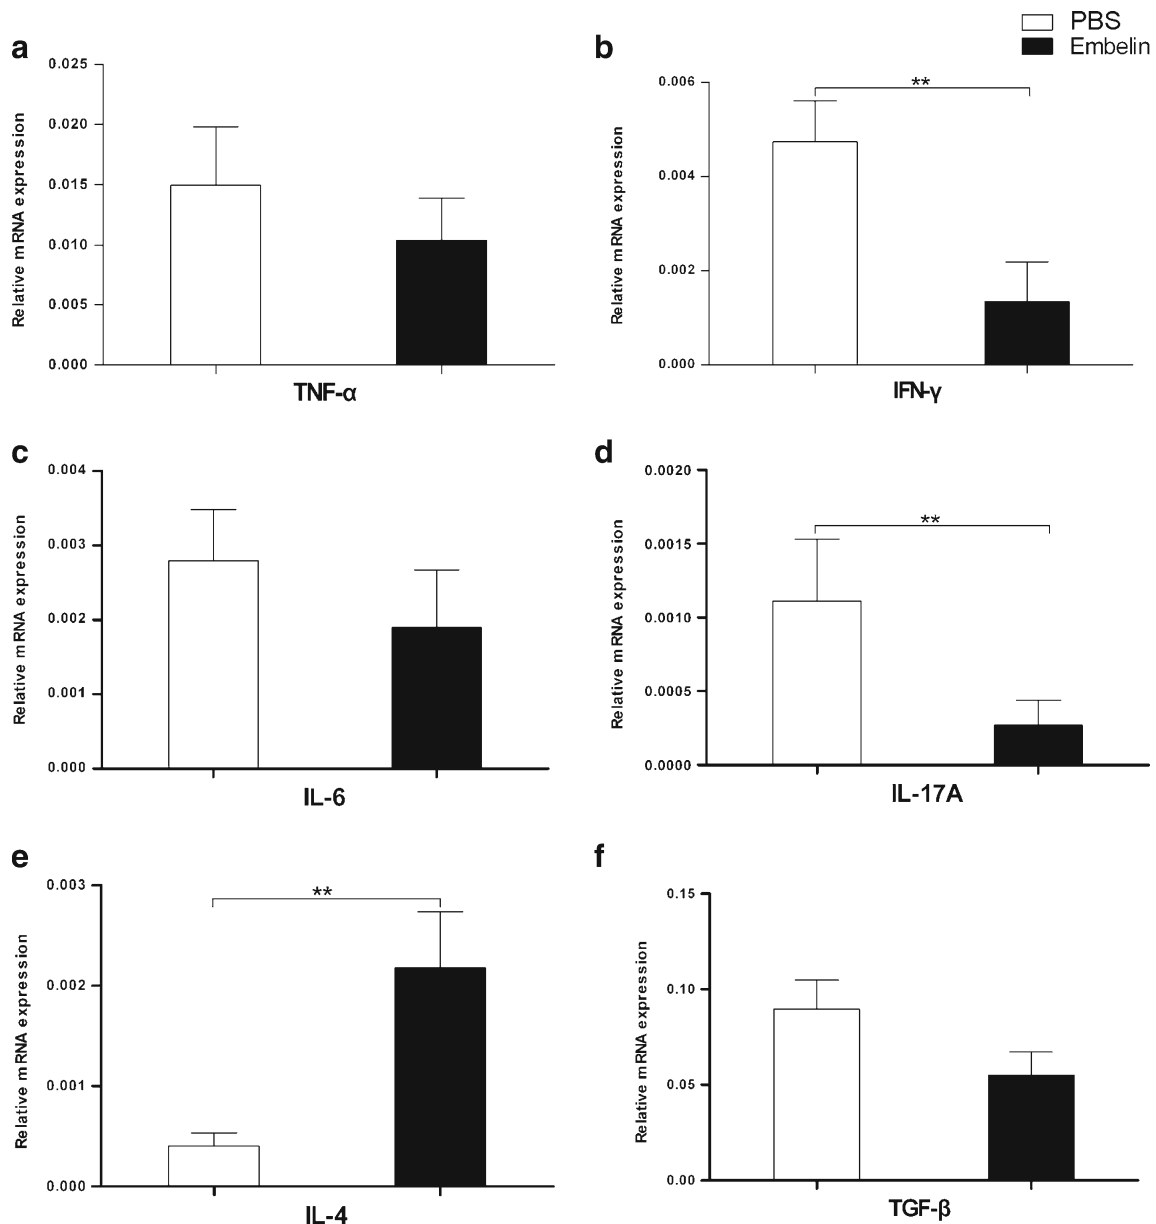 PBS
Embelin
a
0.025
0.020
0.015
0.010
0.005
0.000
Relative mRNA expression
TNF-α
b
**
0.006
0.004
0.002
0.000
Relative mRNA expression
IFN-γ
c
0.004
0.003
0.002
0.001
0.000
Relative mRNA expression
IL-6
d
**
0.0020
0.0015
0.0010
0.0005
0.0000
Relative mRNA expression
IL-17A
e
**
0.003
0.002
0.001
0.000
Relative mRNA expression
IL-4
f
0.15
0.10
0.05
0.00
Relative mRNA expression
TGF-β